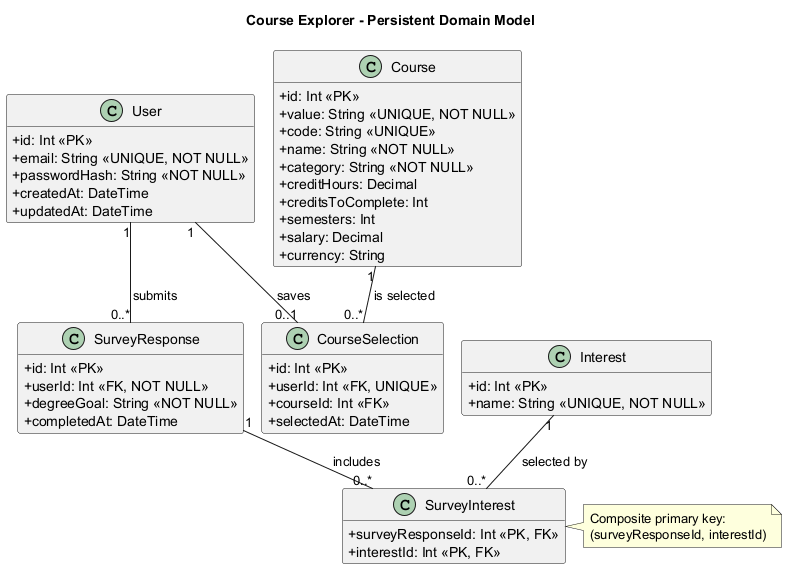 Course Explorer - Persistent Domain Model
C Course
+id: Int «PK»
+value: String «UNIQUE, NOT NULL»
+code: String «UNIQUE»
+name: String «NOT NULL»
+category: String «NOT NULL»
+creditHours: Decimal
+creditsToComplete: Int
+semesters: Int
+salary: Decimal
+currency: String
C User
+id: Int «PK»
+email: String «UNIQUE, NOT NULL»
+passwordHash: String «NOT NULL»
+createdAt: DateTime
+updatedAt: DateTime
1
1
1
submits
saves
is selected
0..*
0..1
0..*
C SurveyResponse
+id: Int «PK»
+userId: Int «FK, NOT NULL»
+degreeGoal: String «NOT NULL»
+completedAt: DateTime
C CourseSelection
+id: Int «PK»
+userId: Int «FK, UNIQUE»
+courseId: Int «FK»
+selectedAt: DateTime
C Interest
+id: Int «PK»
+name: String «UNIQUE, NOT NULL»
1
1
includes
selected by
0..*
0..*
C SurveyInterest
+surveyResponseId: Int «PK, FK»
+interestId: Int «PK, FK»
Composite primary key:
(surveyResponseId, interestId)